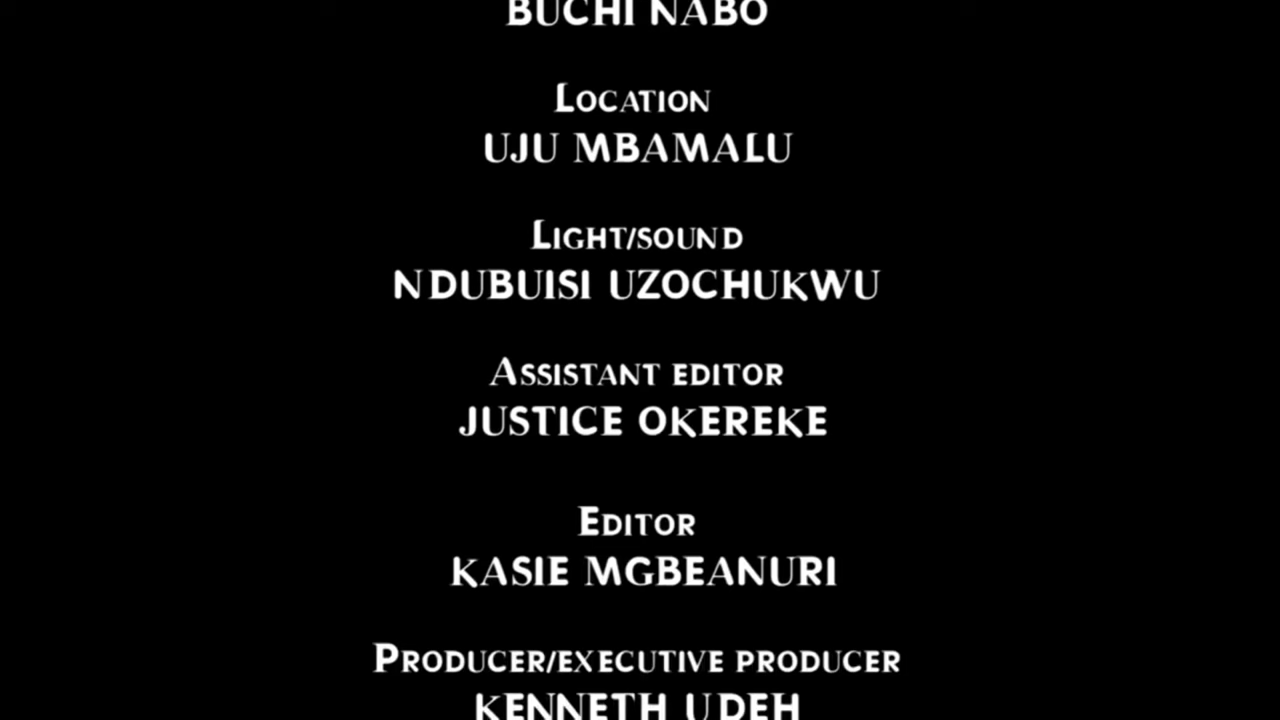 BUCHI NABO
LOCATION
UJU MBAMALU
LIGHT/SOUND
NDUBUISI UZOCHUKWU
ASSISTANT EDITOR
JUSTICE OKEREKE
EDITOR
KASIE MGBEANURI
PRODUCER/EXECUTIVE PRODUCER
KENNETH UDEH